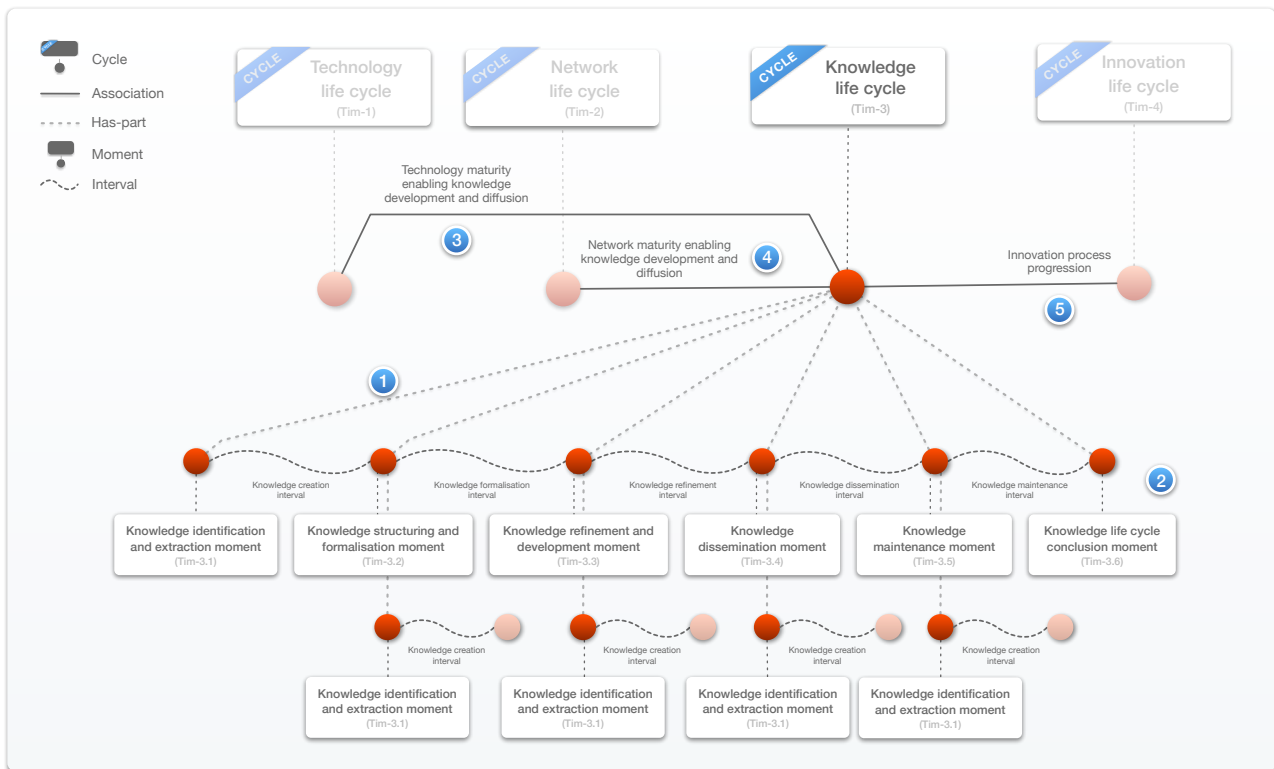 CYCLE
Cycle
Association
Has-part
Moment
Interval
CYCLE
Technology
life cycle
(Tim-1)
CYCLE
Network
life cycle
(Tim-2)
CYCLE
Knowledge
life cycle
(Tim-3)
CYCLE
Innovation
life cycle
(Tim-4)
Technology maturity
enabling knowledge
development and diffusion
3
Network maturity enabling
knowledge development and
diffusion
4
Innovation process
progression
5
1
Knowledge creation
interval
Knowledge formalisation
interval
Knowledge refinement
interval
Knowledge dissemination
interval
Knowledge maintenance
interval
2
Knowledge identification
and extraction moment
(Tim-3.1)
Knowledge structuring and
formalisation moment
(Tim-3.2)
Knowledge refinement and
development moment
(Tim-3.3)
Knowledge
dissemination moment
(Tim-3.4)
Knowledge
maintenance moment
(Tim-3.5)
Knowledge life cycle
conclusion moment
(Tim-3.6)
Knowledge creation
interval
Knowledge creation
interval
Knowledge creation
interval
Knowledge creation
interval
Knowledge identification
and extraction moment
(Tim-3.1)
Knowledge identification
and extraction moment
(Tim-3.1)
Knowledge identification
and extraction moment
(Tim-3.1)
Knowledge identification
and extraction moment
(Tim-3.1)